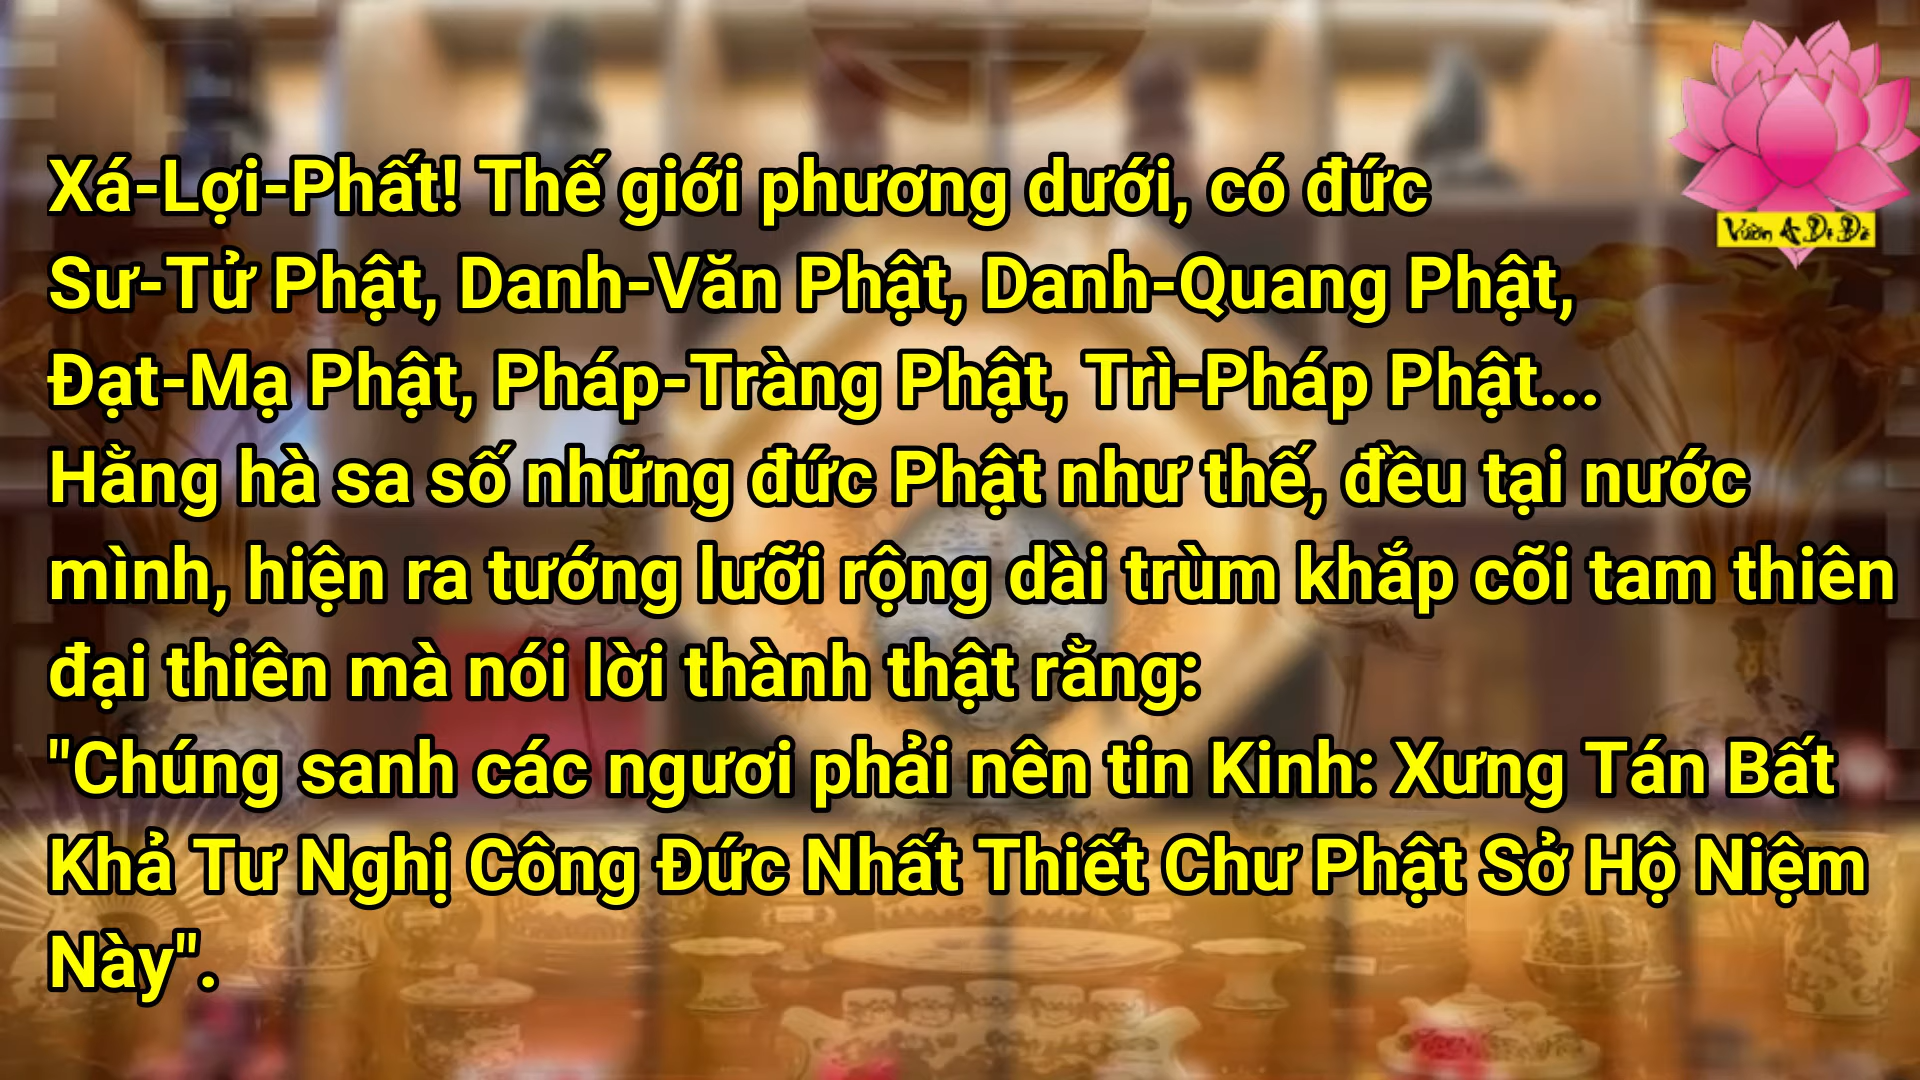 Xá-Lợi-Phất! Thế giới phương dưới, có đức
Sư-Tử Phật, Danh-Văn Phật, Danh-Quang Phật,
Đạt-Mạ Phật, Pháp-Tràng Phật, Trì-Pháp Phật...
Hằng hà sa số những đức Phật như thế, đều tại nước
mình, hiện ra tướng lưỡi rộng dài trùm khắp cõi tam thiên
đại thiên mà nói lời thành thật rằng:
"Chúng sanh các ngươi phải nên tin Kinh: Xưng Tán Bất
Khả Tư Nghị Công Đức Nhất Thiết Chư Phật Sở Hộ Niệm
Này".
Vườn A Di Đà